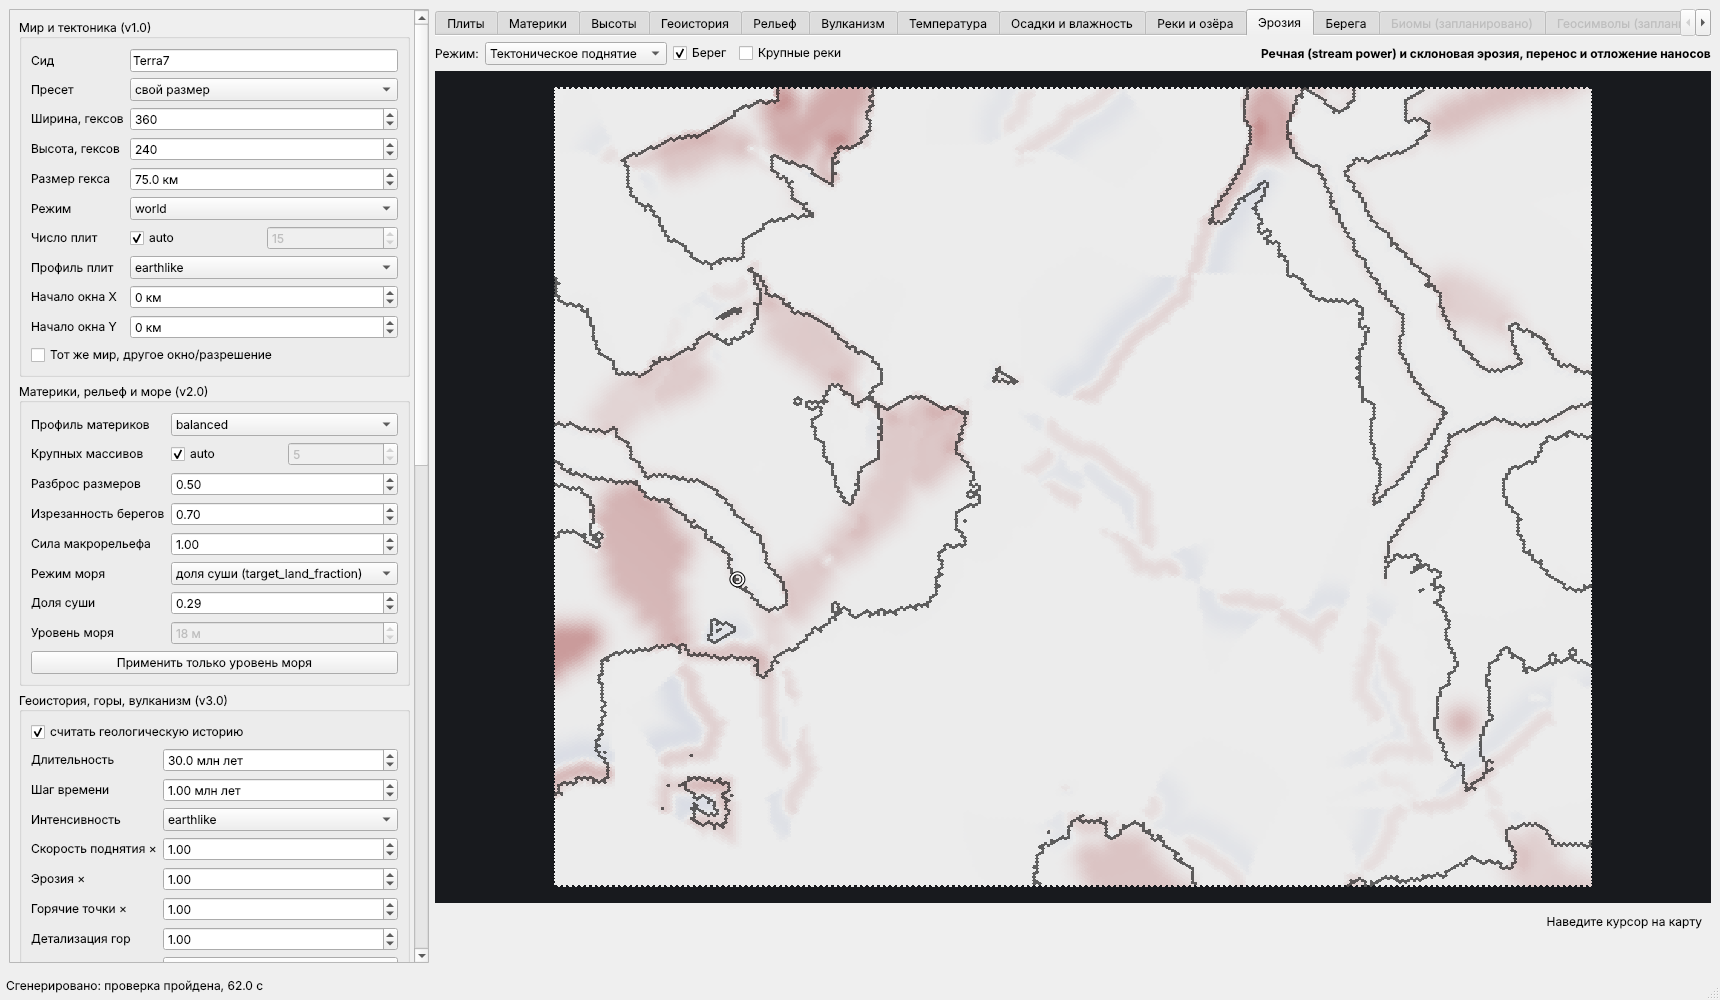 Мир и тектоника (v1.0)
Сид
Terra7
Пресет
свой размер
Ширина, гексов
360
Высота, гексов
240
Размер гекса
75.0 км
Режим
world
Число плит
auto
15
Профиль плит
earthlike
Начало окна X
0 км
Начало окна Y
0 км
Тот же мир, другое окно/разрешение
Материки, рельеф и море (v2.0)
Профиль материков
balanced
Крупных массивов
auto
5
Разброс размеров
0.50
Изрезанность берегов
0.70
Сила макрорельефа
1.00
Режим моря
доля суши (target_land_fraction)
Доля суши
0.29
Уровень моря
18 м
Применить только уровень моря
Геоистория, горы, вулканизм (v3.0)
считать геологическую историю
Длительность
30.0 млн лет
Шаг времени
1.00 млн лет
Интенсивность
earthlike
Скорость поднятия ×
1.00
Эрозия ×
1.00
Горячие точки ×
1.00
Детализация гор
1.00
Плиты
Материки
Высоты
Геоистория
Рельеф
Вулканизм
Температура
Осадки и влажность
Реки и озёра
Эрозия
Берега
Биомы (запланировано)
Геосимволы (заплан
Режим:
Тектоническое поднятие
Берег
Крупные реки
Речная (stream power) и склоновая эрозия, перенос и отложение наносов
Наведите курсор на карту
Сгенерировано: проверка пройдена, 62.0 с